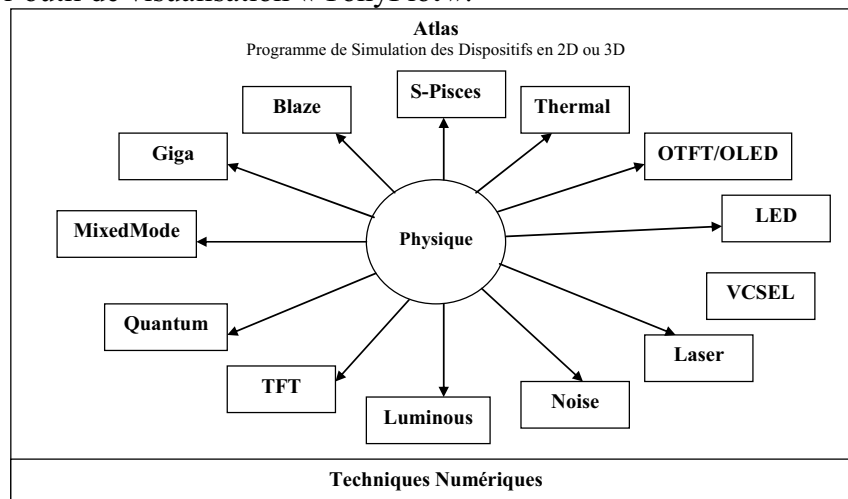 l'outil de visualisation « TonyPlot ».
Atlas
Programme de Simulation des Dispositifs en 2D ou 3D
S-Pisces
Blaze
Thermal
Giga
OTFT/OLED
MixedMode
LED
Physique
VCSEL
Quantum
Laser
TFT
Luminous
Noise
Techniques Numériques